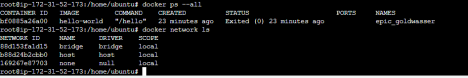 root@ip-172-31-52-173:/home/ubuntu# docker ps --all
CONTAINER ID IMAGE COMMAND CREATED STATUS PORTS NAMES
bf0885a26a00 hello-world "/hello" 23 minutes ago Exited (0) 23 minutes ago epic_goldwasser
root@ip-172-31-52-173:/home/ubuntu# docker network ls
NETWORK ID NAME DRIVER SCOPE
88d153fa1d15 bridge bridge local
b88d24b2cbb0 host host local
169267e87703 none null local
root@ip-172-31-52-173:/home/ubuntu#